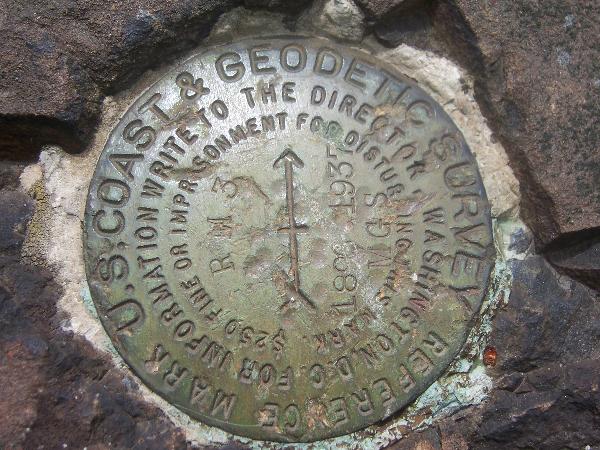 U.S. COAST & GEODETIC SURVEY
REFERENCE MARK
FOR INFORMATION WRITE TO THE DIRECTOR, WASHINGTON, D.C.
$250 FINE OR IMPRISONMENT FOR DISTURBING THIS MARK.
R M 3
1935
M G S